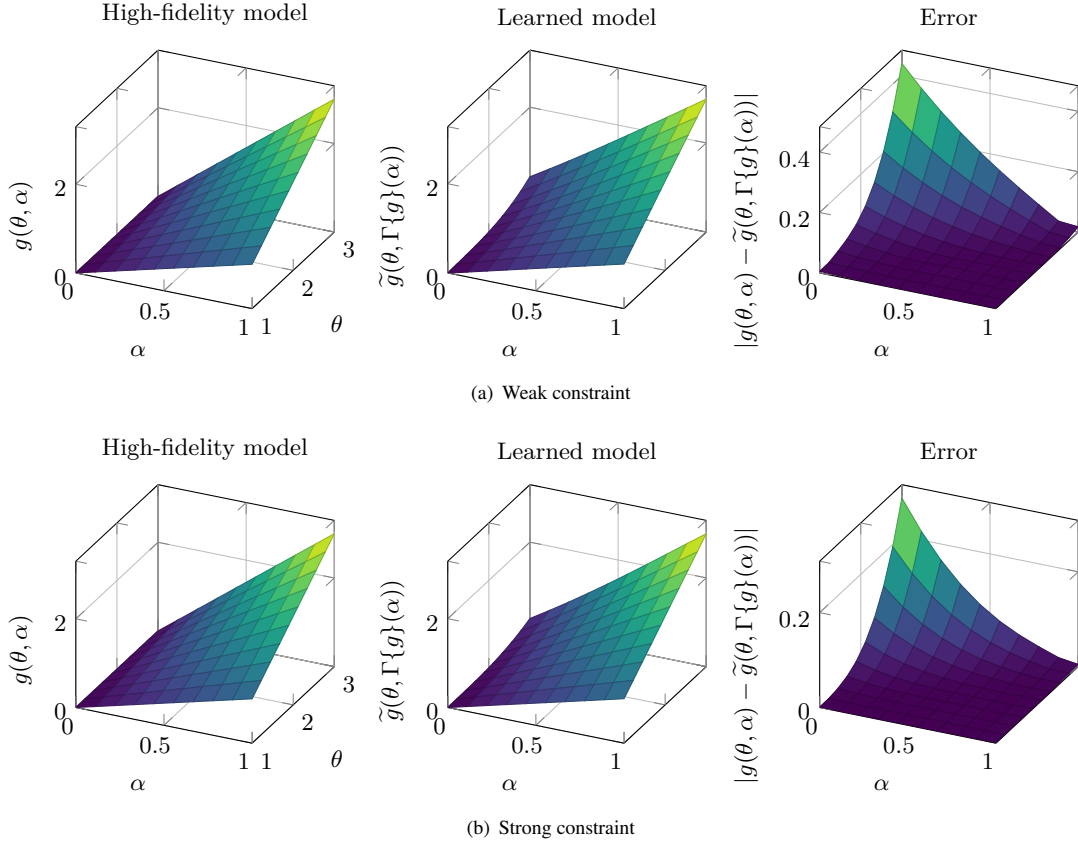 High-fidelity model
Learned model
Error
g(θ, α)
2
0
0
0.5
1
α
1
2
3
θ
g̃(θ, Γ{g}(α))
2
0
0
0.5
1
α
|g(θ, α) − g̃(θ, Γ{g}(α))|
0.4
0.2
0
0
0.5
1
α
(a) Weak constraint
High-fidelity model
Learned model
Error
g(θ, α)
2
0
0
0.5
1
α
1
2
3
θ
g̃(θ, Γ{g}(α))
2
0
0
0.5
1
α
|g(θ, α) − g̃(θ, Γ{g}(α))|
0.2
0
0
0.5
1
α
(b) Strong constraint